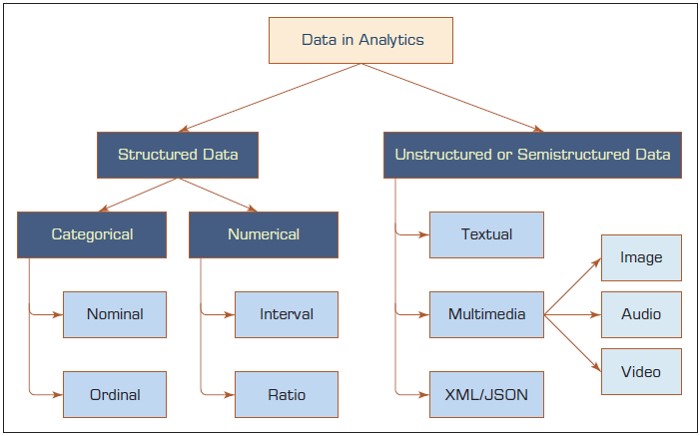 Data in Analytics
Structured Data
Unstructured or Semistructured Data
Categorical
Numerical
Textual
Image
Nominal
Interval
Multimedia
Audio
Video
Ordinal
Ratio
XML/JSON